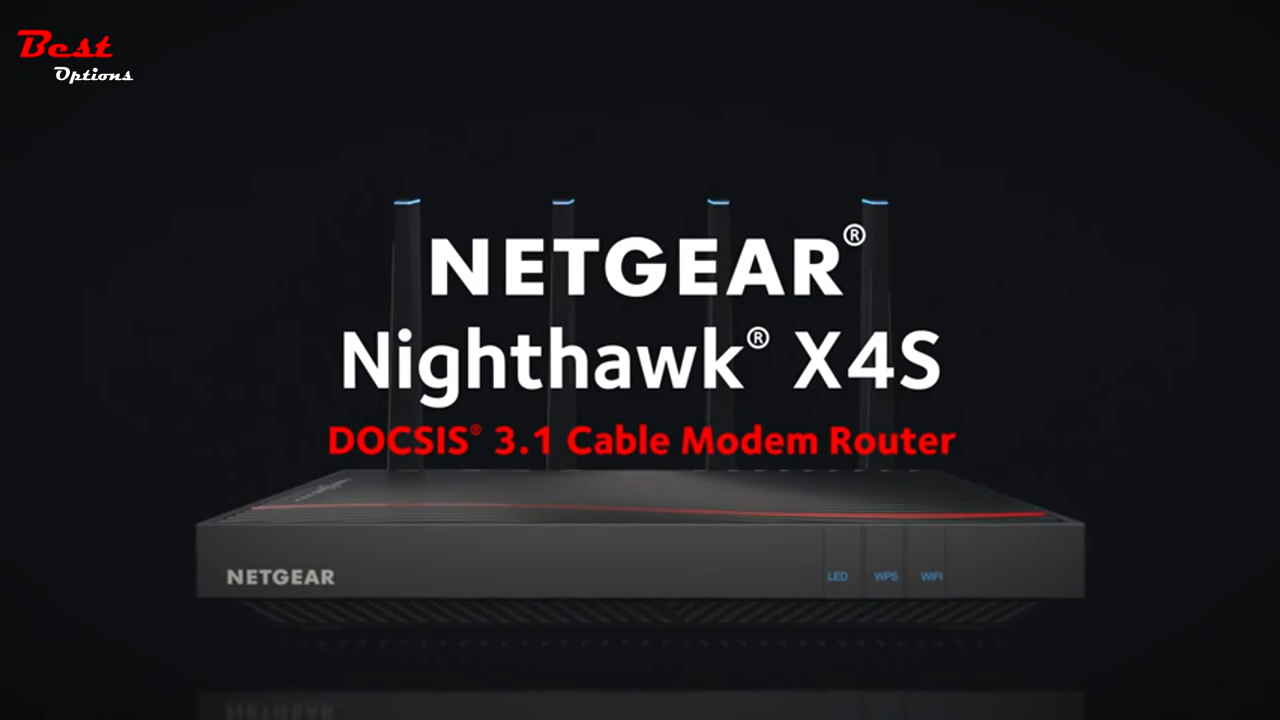 Best
Options
NETGEAR®
Nighthawk® X4S
DOCSIS® 3.1 Cable Modem Router
NETGEAR
LED WPS WIFI